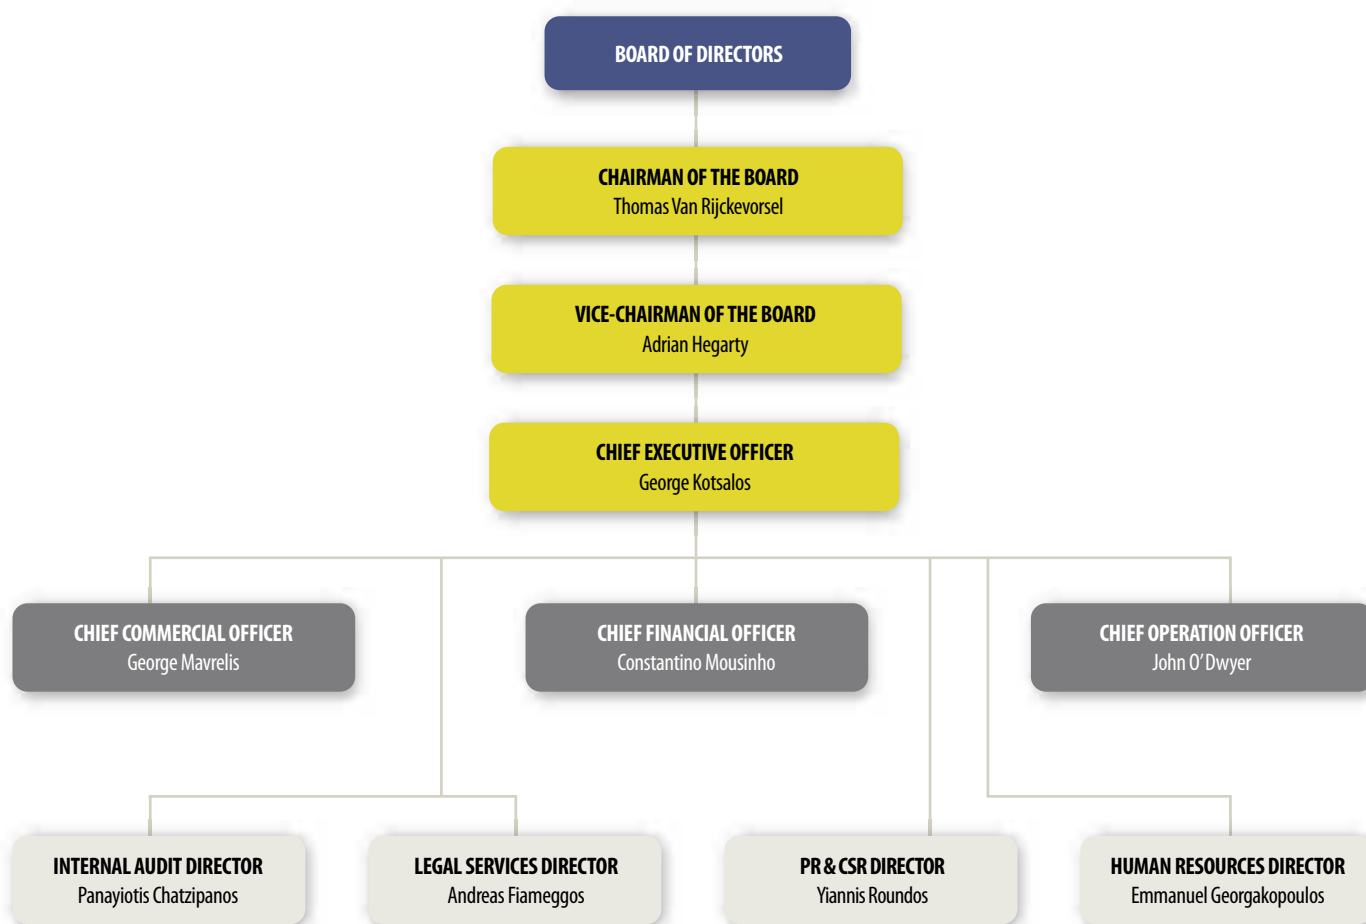 BOARD OF DIRECTORS
CHAIRMAN OF THE BOARD
Thomas Van Rijckevorsel
VICE-CHAIRMAN OF THE BOARD
Adrian Hegarty
CHIEF EXECUTIVE OFFICER
George Kotsalos
CHIEF COMMERCIAL OFFICER
George Mavrelis
CHIEF FINANCIAL OFFICER
Constantino Mousinho
CHIEF OPERATION OFFICER
John O' Dwyer
INTERNAL AUDIT DIRECTOR
Panayiotis Chatzipanos
LEGAL SERVICES DIRECTOR
Andreas Fiameggos
PR & CSR DIRECTOR
Yiannis Roundos
HUMAN RESOURCES DIRECTOR
Emmanuel Georgakopoulos